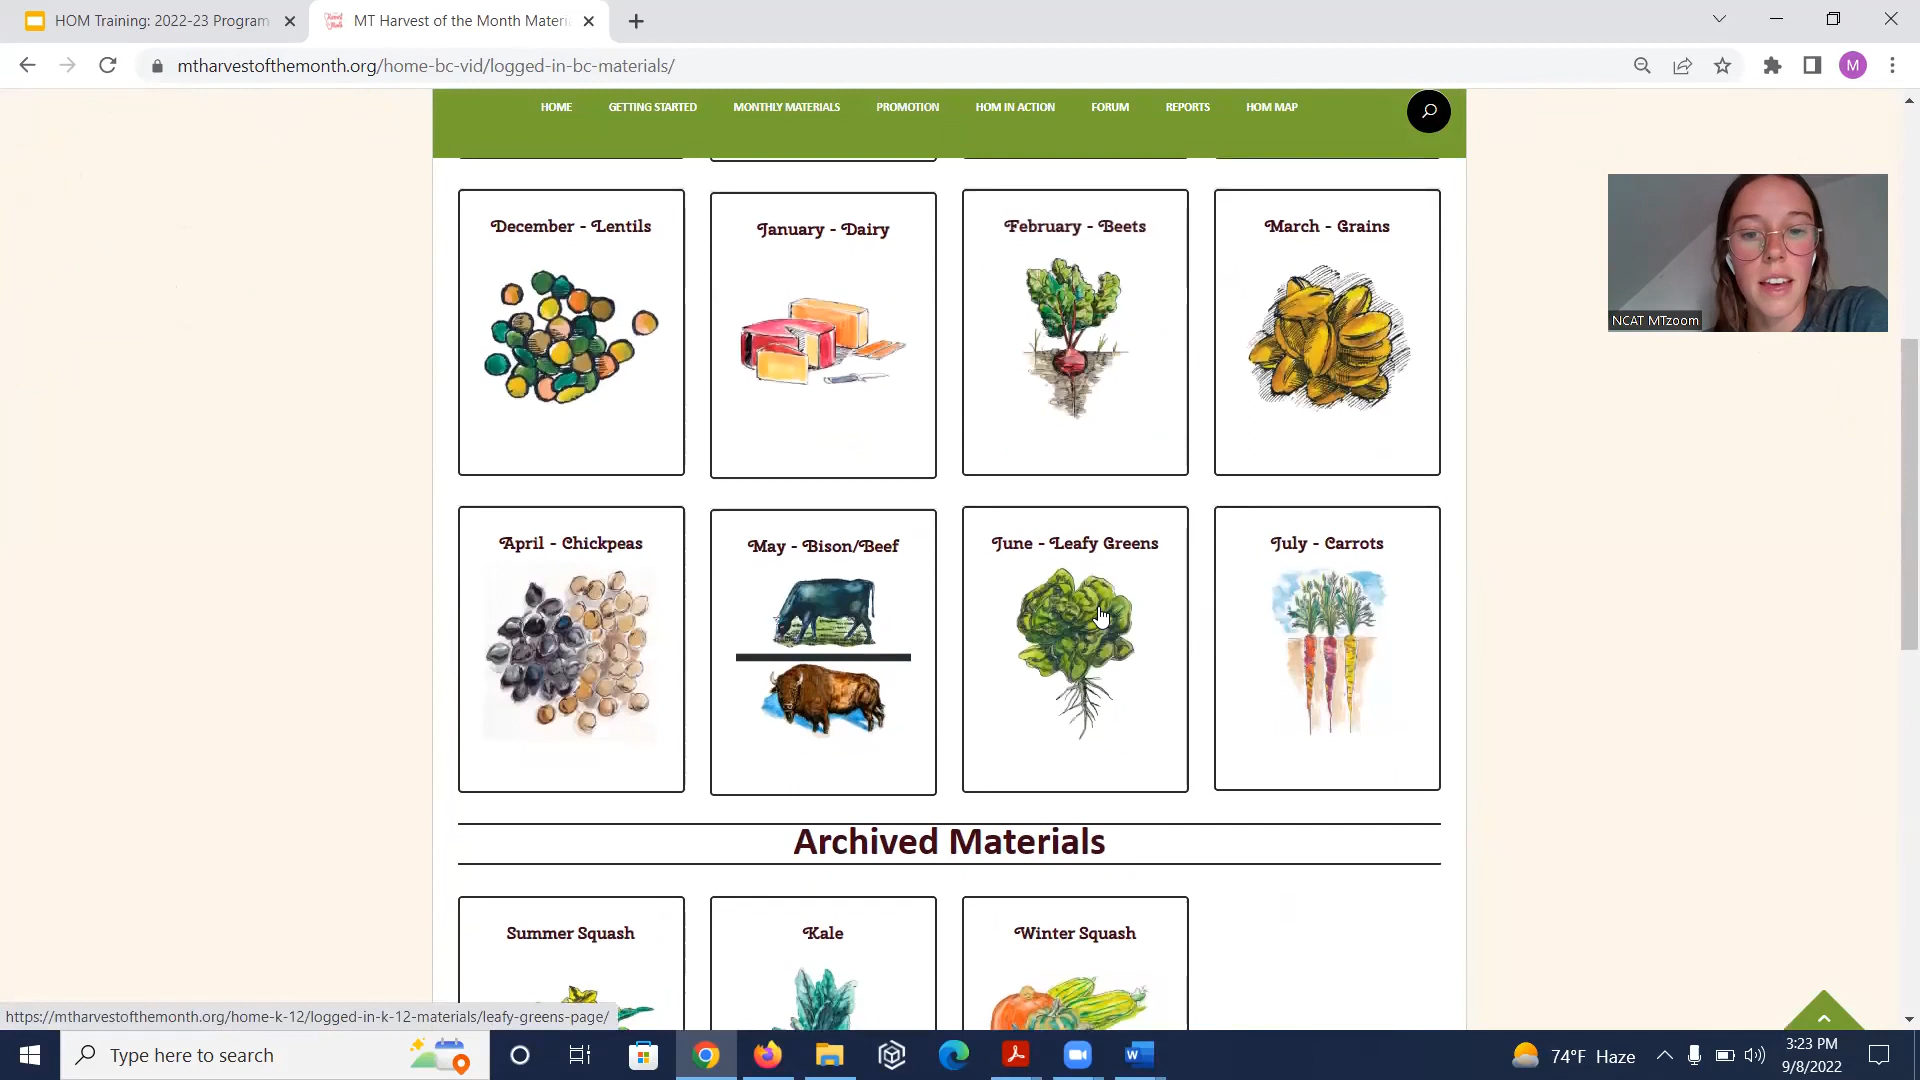 HOM Training: 2022-23 Program
MT Harvest of the Month Materi
mtharvestofthemonth.org/home-bc-vid/logged-in-bc-materials/
M
HOME GETTING STARTED MONTHLY MATERIALS PROMOTION HOM IN ACTION FORUM REPORTS HOM MAP
December - Lentils
January - Dairy
February - Beets
March - Grains
NCAT MTzoom
April - Chickpeas
May - Bison/Beef
June - Leafy Greens
July - Carrots
Archived Materials
Summer Squash
Kale
Winter Squash
https://mtharvestofthemonth.org/home-k-12/logged-in-k-12-materials/leafy-greens-page/
Type here to search
74°F Haze
3:23 PM
9/8/2022